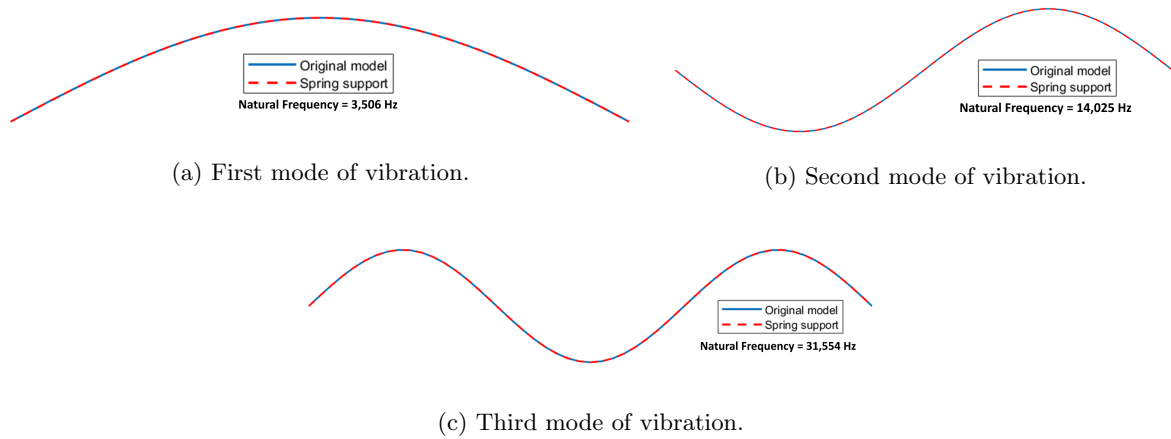 Original model
Spring support
Natural Frequency = 3,506 Hz
(a) First mode of vibration.
Original model
Spring support
Natural Frequency = 14,025 Hz
(b) Second mode of vibration.
Original model
Spring support
Natural Frequency = 31,554 Hz
(c) Third mode of vibration.